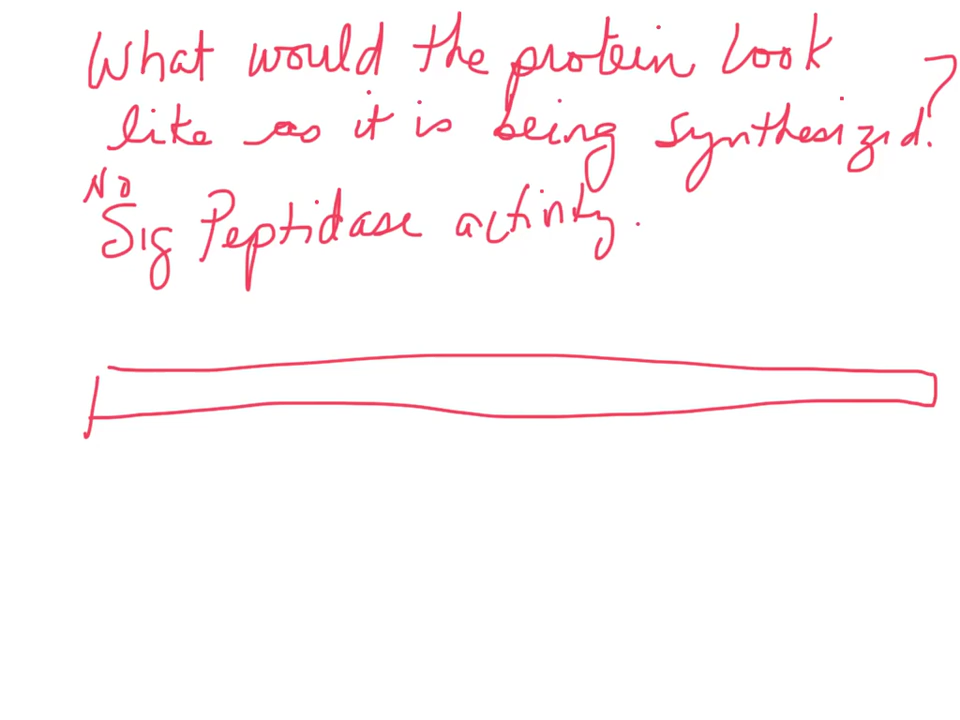 What would the protein look
like as it is being synthesized?
No
Sig Peptidase activity.